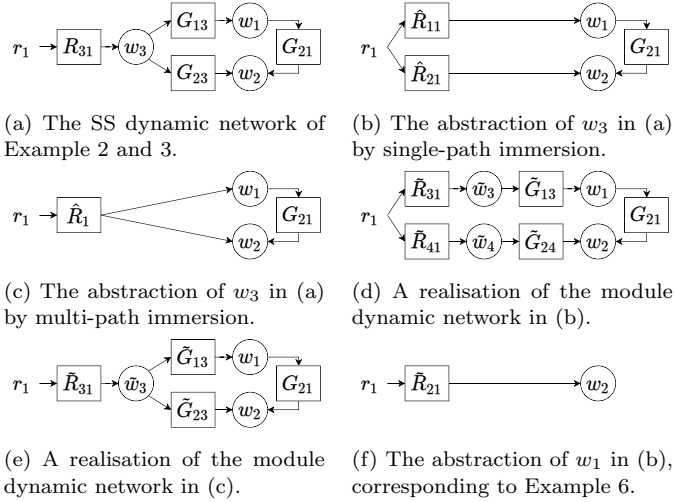 r₁ R₃₁ w₃ G₁₃ w₁ G₂₃ w₂ G₂₁
(a) The SS dynamic network of
Example 2 and 3.
r₁ R̂₁₁ w₁ R̂₂₁ w₂ G₂₁
(b) The abstraction of w₃ in (a)
by single-path immersion.
r₁ R̂₁ w₁ w₂ G₂₁
(c) The abstraction of w₃ in (a)
by multi-path immersion.
r₁ R̃₃₁ w̃₃ G̃₁₃ w₁ R̃₄₁ w̃₄ G̃₂₄ w₂ G₂₁
(d) A realisation of the module
dynamic network in (b).
r₁ R̃₃₁ w̃₃ G̃₁₃ w₁ G̃₂₃ w₂ G₂₁
(e) A realisation of the module
dynamic network in (c).
r₁ R̃₂₁ w₂
(f) The abstraction of w₁ in (b),
corresponding to Example 6.